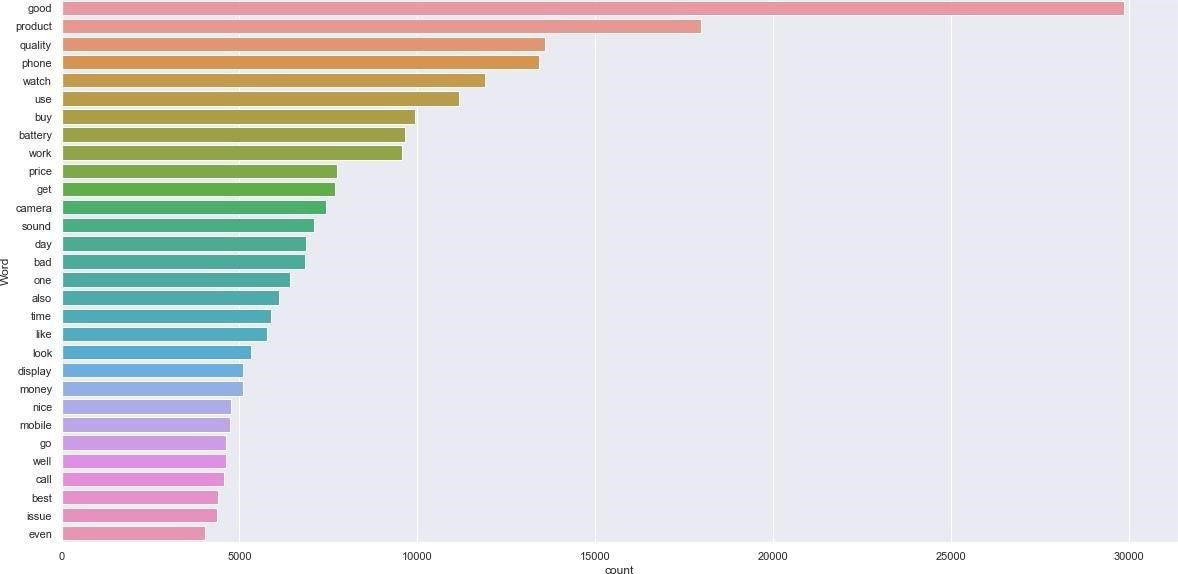 good
product
quality
phone
watch
use
buy
battery
work
price
get
camera
sound
day
bad
one
also
time
like
look
display
money
nice
mobile
go
well
call
best
issue
even
Word
0 5000 10000 15000 20000 25000 30000
count